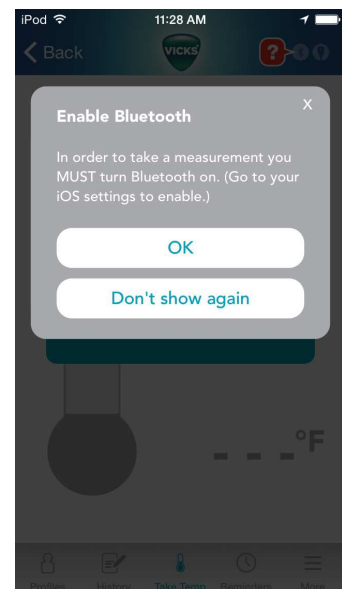 iPod 11:28 AM
Back VICKS ?
Enable Bluetooth X
In order to take a measurement you
MUST turn Bluetooth on. (Go to your
iOS settings to enable.)
OK
Don't show again
- - - °F
Profiles History Take Temp Reminders More